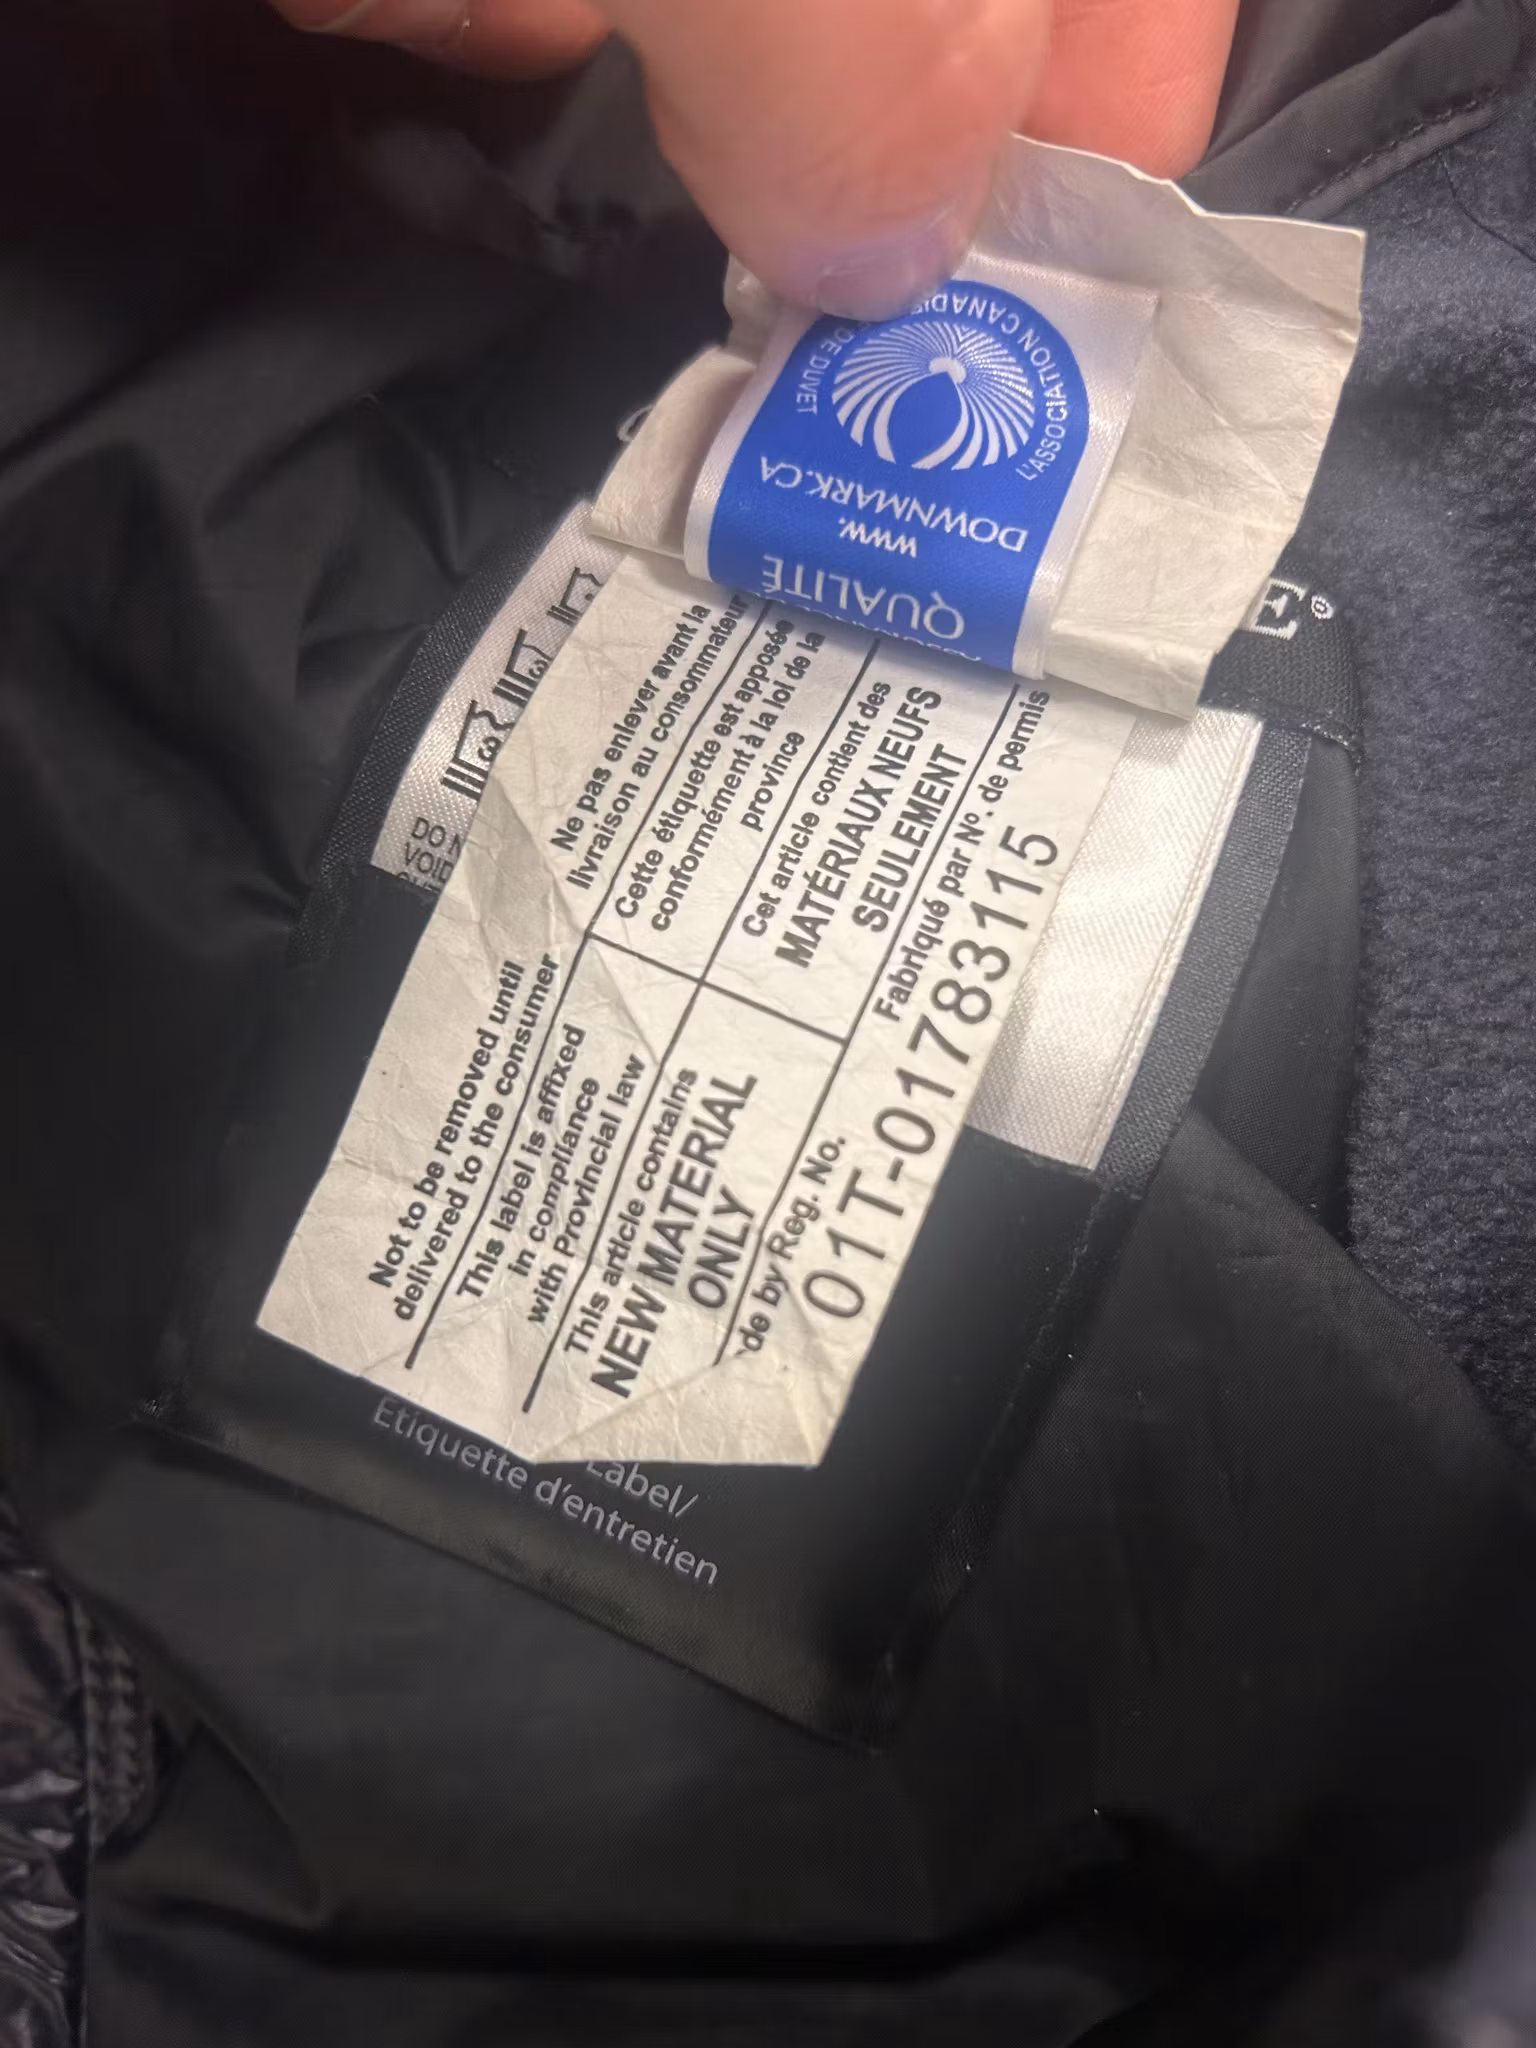 L'ASSOCIATION CANADIE
DE DUVET
WWW.
DOWNMARK.CA
QUALITÉ
E
DO N
VOID
Not to be removed until
delivered to the consumer
This label is affixed
in compliance
with Provincial law
This article contains
NEW MATERIAL
ONLY
de by Reg. No.
Ne pas enlever avant la
livraison au consommateur
Cette étiquette est apposée
conformément à la loi de la
province
Cet article contient des
MATÉRIAUX NEUFS
SEULEMENT
Fabriqué par Nº. de permis
01T-01783115
Label/
Etiquette d'entretien